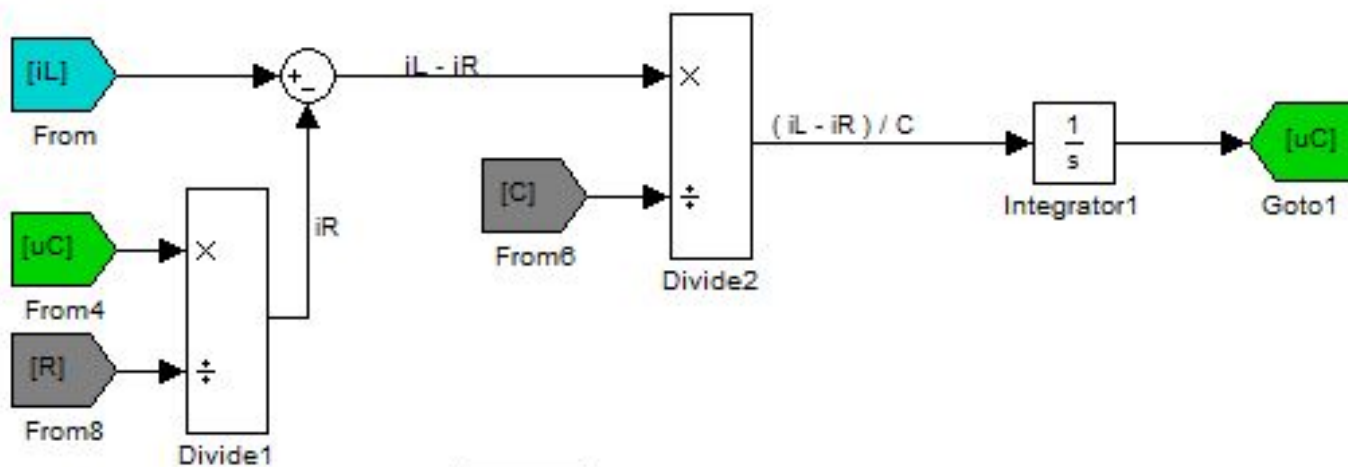 [iL]
From
+
−
iL - iR
×
÷
Divide2
[C]
From6
( iL - iR ) / C
1
s
Integrator1
[uC]
Goto1
[uC]
From4
[R]
From8
×
÷
Divide1
iR